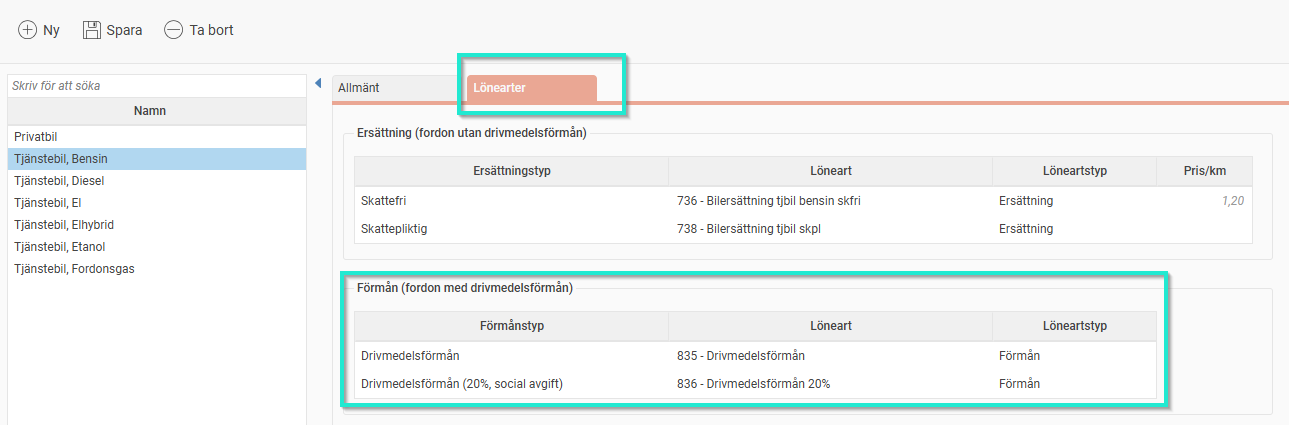 Ny Spara Ta bort
Skriv för att söka
Namn
Privatbil
Tjänstebil, Bensin
Tjänstebil, Diesel
Tjänstebil, El
Tjänstebil, Elhybrid
Tjänstebil, Etanol
Tjänstebil, Fordonsgas
Allmänt Lönearter
Ersättning (fordon utan drivmedelsförmån)
Ersättningstyp Löneart Löneartstyp Pris/km
Skattefri 736 - Bilersättning tjbil bensin skfri Ersättning 1,20
Skattepliktig 738 - Bilersättning tjbil skpl Ersättning
Förmån (fordon med drivmedelsförmån)
Förmånstyp Löneart Löneartstyp
Drivmedelsförmån 835 - Drivmedelsförmån Förmån
Drivmedelsförmån (20%, social avgift) 836 - Drivmedelsförmån 20% Förmån